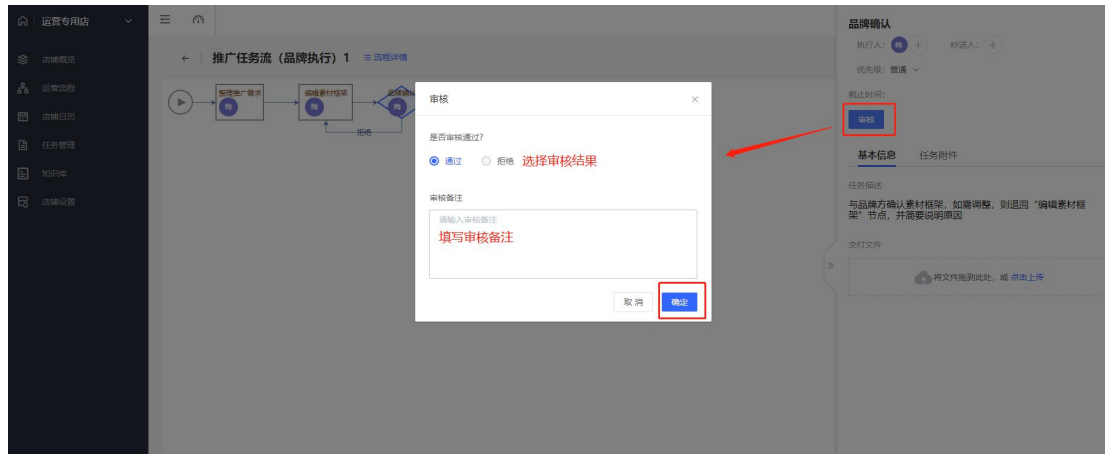 运营专用店
店铺概览
运营流程
店铺日历
任务管理
知识库
店铺设置
推广任务流（品牌执行）1
流程详情
整理推广需求
梅
编辑素材框架
梅
品牌确认
梅
拒绝
审核
是否审核通过?
通过
拒绝
选择审核结果
审核备注
请输入审核备注
填写审核备注
取消
确定
品牌确认
执行人：
梅
抄送人：
优先级：普通
截止时间：
审核
基本信息
任务附件
任务描述
与品牌方确认素材框架，如需调整，则退回“编辑素材框
架”节点，并简要说明原因
交付文件
将文件拖到此处，或 点击上传